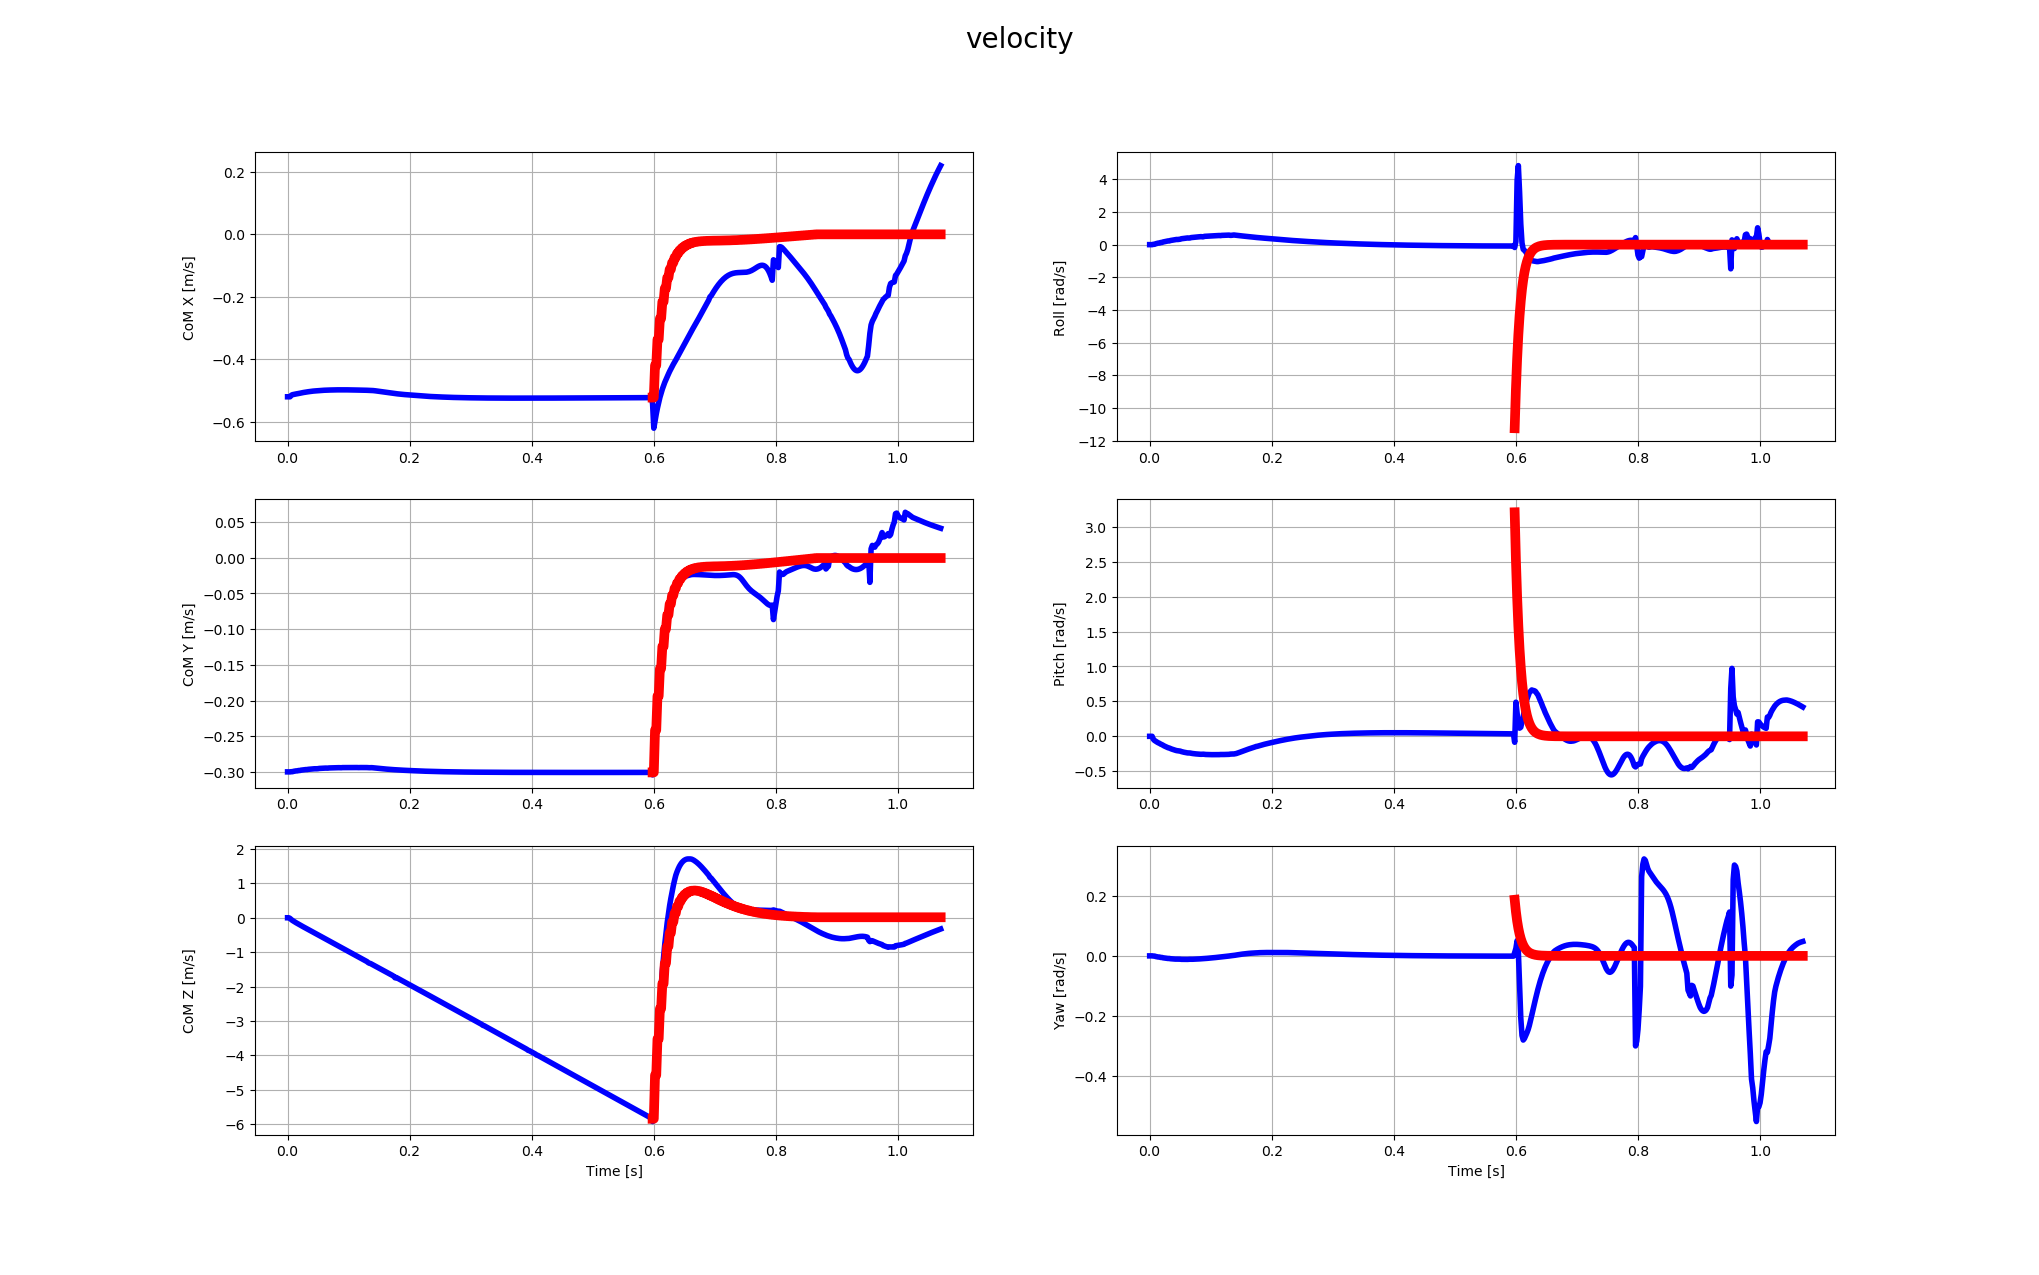 velocity
CoM X [m/s]
0.2
0.0
−0.2
−0.4
−0.6
0.0 0.2 0.4 0.6 0.8 1.0
Roll [rad/s]
4
2
0
−2
−4
−6
−8
−10
−12
0.0 0.2 0.4 0.6 0.8 1.0
CoM Y [m/s]
0.05
0.00
−0.05
−0.10
−0.15
−0.20
−0.25
−0.30
0.0 0.2 0.4 0.6 0.8 1.0
Pitch [rad/s]
3.0
2.5
2.0
1.5
1.0
0.5
0.0
−0.5
0.0 0.2 0.4 0.6 0.8 1.0
CoM Z [m/s]
2
1
0
−1
−2
−3
−4
−5
−6
0.0 0.2 0.4 0.6 0.8 1.0
Time [s]
Yaw [rad/s]
0.2
0.0
−0.2
−0.4
0.0 0.2 0.4 0.6 0.8 1.0
Time [s]